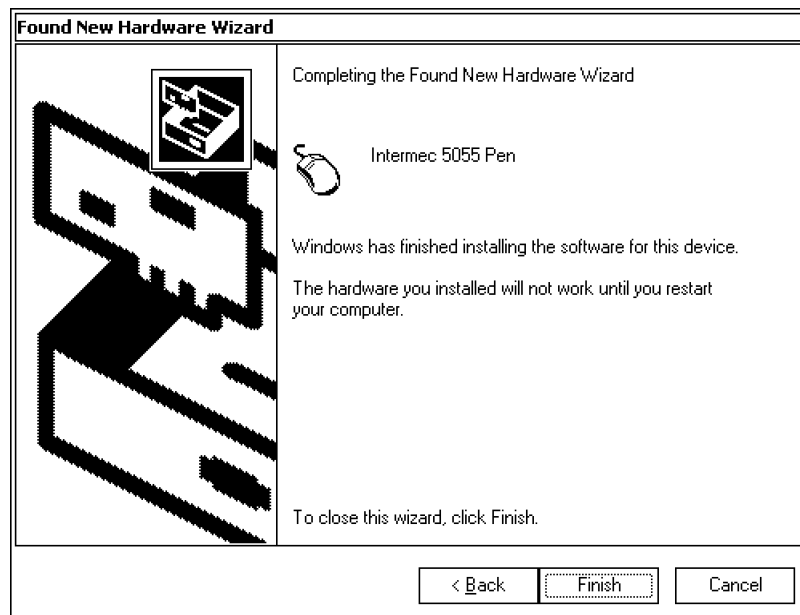 Found New Hardware Wizard
Completing the Found New Hardware Wizard
Intermec 5055 Pen
Windows has finished installing the software for this device.
The hardware you installed will not work until you restart
your computer.
To close this wizard, click Finish.
< Back
Finish
Cancel